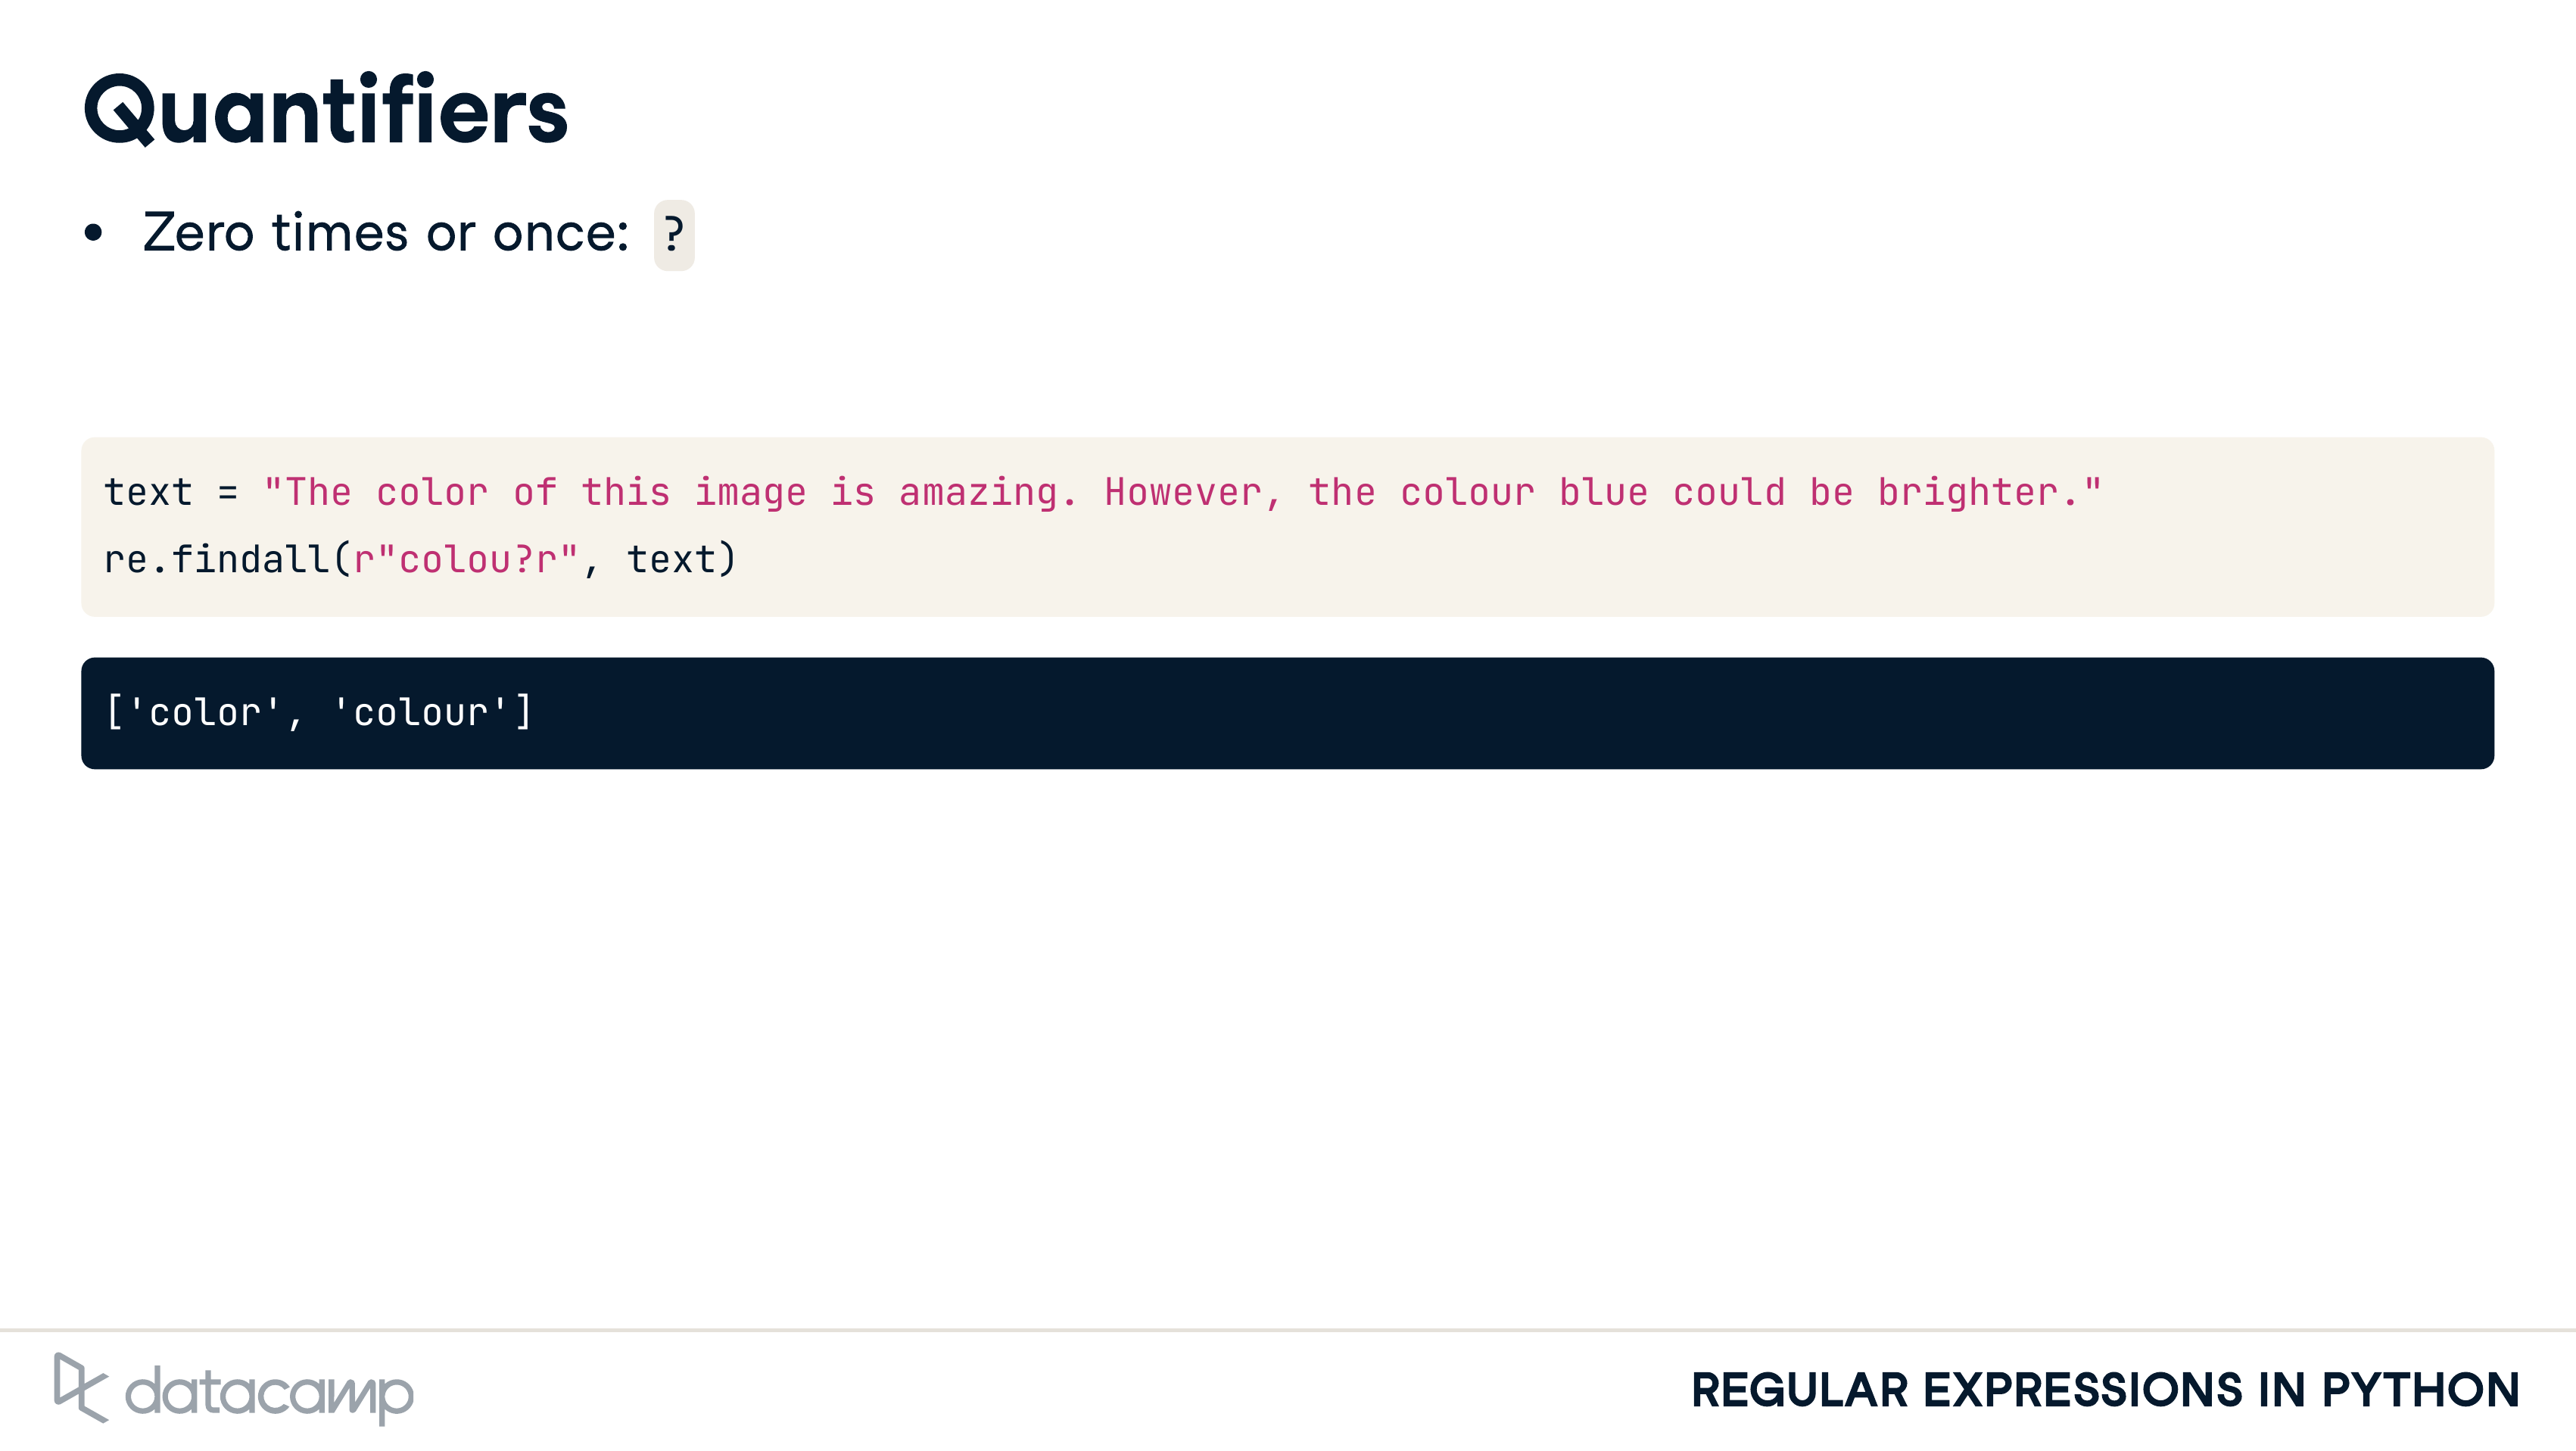 Quantifiers
• Zero times or once: ?
text = "The color of this image is amazing. However, the colour blue could be brighter."
re.findall(r"colou?r", text)
['color', 'colour']
datacamp
REGULAR EXPRESSIONS IN PYTHON